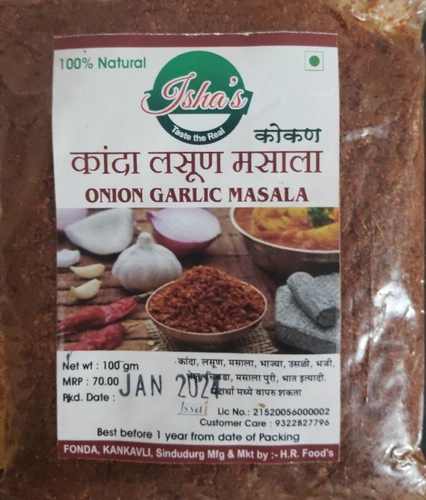 100% Natural
Isha's
Taste the Real
कोकण
कांदा लसूण मसाला
ONION GARLIC MASALA
Net wt : 100 gm
MRP : 70.00
Pkd. Date : JAN 2024
कांदा, लसूण, मसाला, भाज्या, उसळी, भजी,
मसाला पुरी, भात इत्यादी.
मध्ये वापरु शकता
fssai
Lic No.: 21520056000002
Customer Care : 9322827796
Best before 1 year from date of Packing
FONDA, KANKAVLI, Sindudurg Mfg & Mkt by :- H.R. Food's